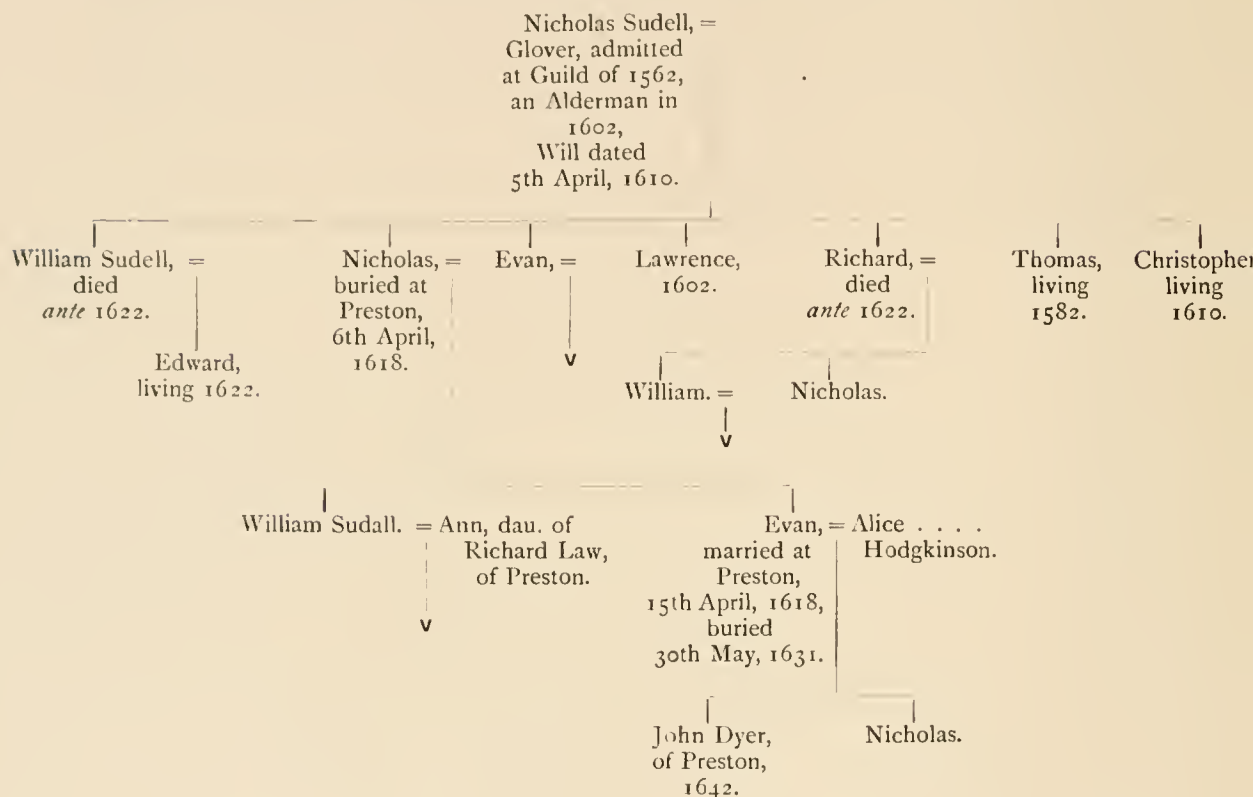 Nicholas Sudell, =
Glover, admitted
at Guild of 1562,
an Alderman in
1602,
Will dated
5th April, 1610.
William Sudell, =
died
ante 1622.
Edward,
living 1622.
Nicholas, =
buried at
Preston,
6th April,
1618.
Evan, =
Lawrence,
1602.
Richard, =
died
ante 1622.
Thomas,
living
1582.
Christopher
living
1610.
William. =
Nicholas.
William Sudall. = Ann, dau. of
Richard Law,
of Preston.
Evan, = Alice . . . .
Hodgkinson.
married at
Preston,
15th April, 1618,
buried
30th May, 1631.
John Dyer,
of Preston,
1642.
Nicholas.